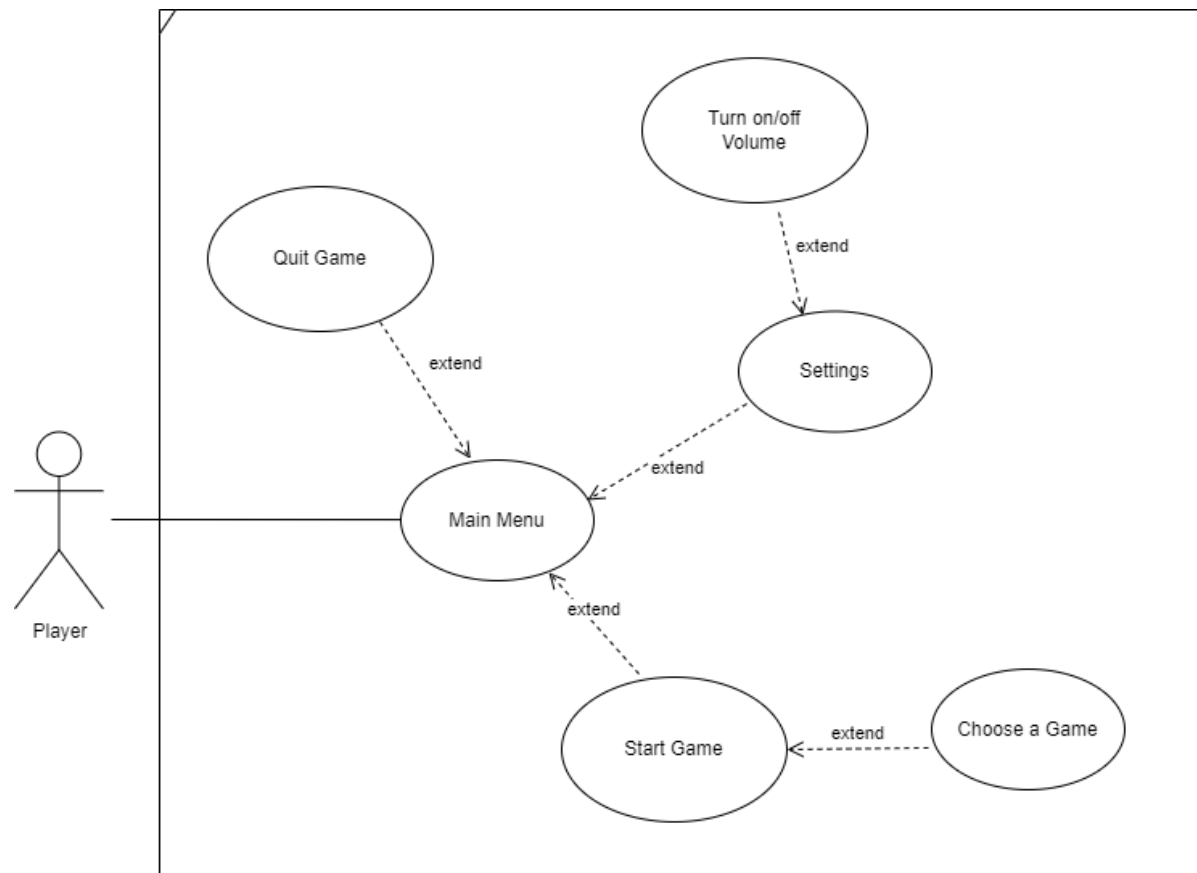 Turn on/off
Volume
extend
Quit Game
extend
Settings
extend
Main Menu
extend
Player
Start Game
extend
Choose a Game